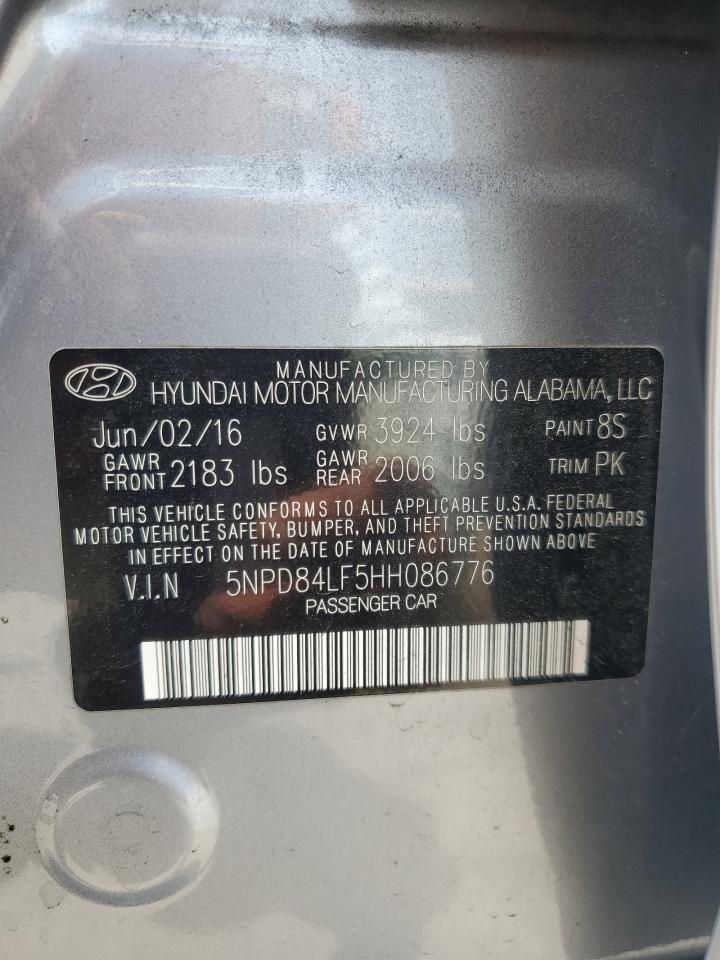 MANUFACTURED BY
HYUNDAI MOTOR MANUFACTURING ALABAMA, LLC
Jun/02/16 GVWR 3924 lbs PAINT 8S
GAWR FRONT 2183 lbs GAWR REAR 2006 lbs TRIM PK
THIS VEHICLE CONFORMS TO ALL APPLICABLE U.S.A. FEDERAL
MOTOR VEHICLE SAFETY, BUMPER, AND THEFT PREVENTION STANDARDS
IN EFFECT ON THE DATE OF MANUFACTURE SHOWN ABOVE
V.I.N 5NPD84LF5HH086776
PASSENGER CAR